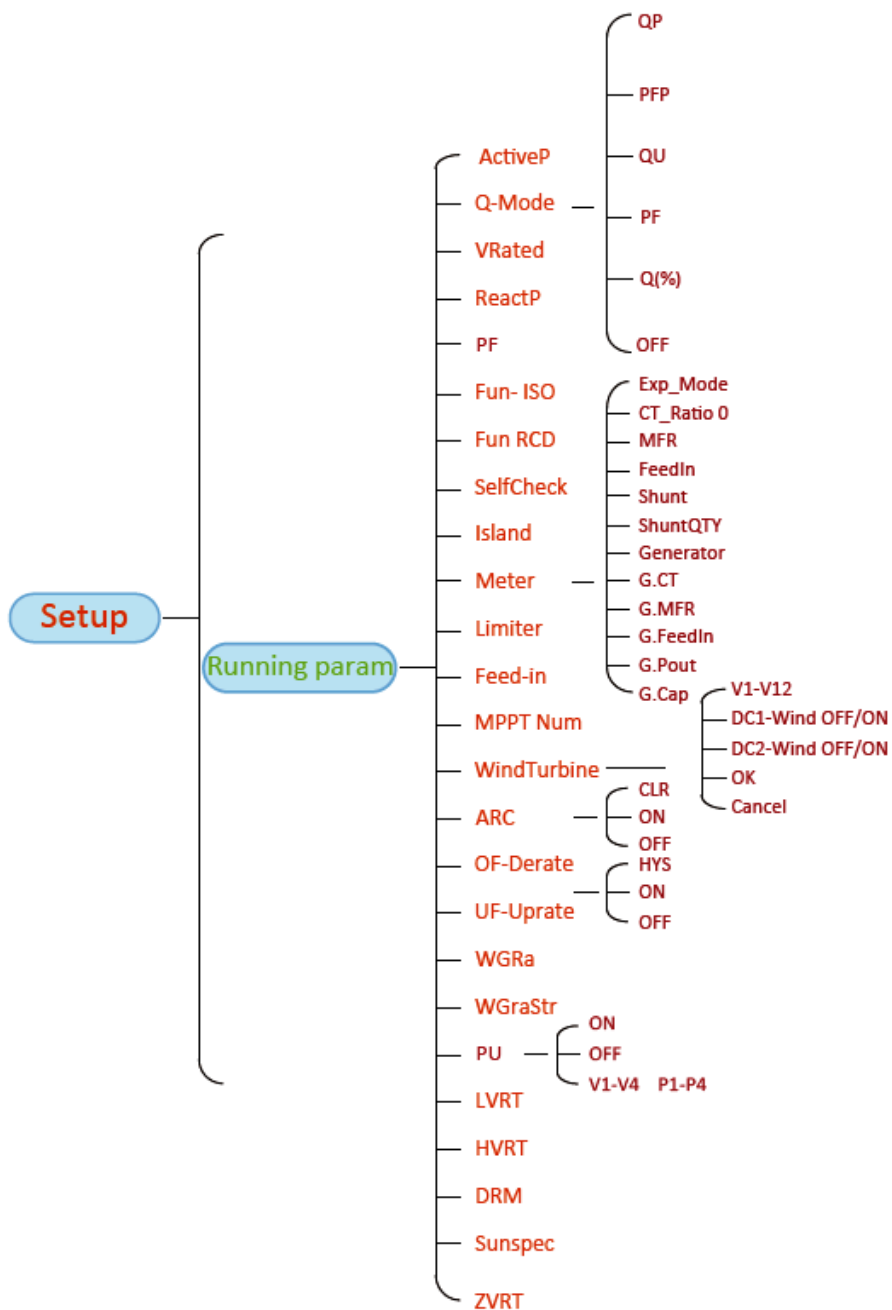 Setup
Running param
ActiveP
Q-Mode
QP
PFP
QU
PF
Q(%)
OFF
VRated
ReactP
PF
Fun- ISO
Fun RCD
SelfCheck
Island
Meter
Exp_Mode
CT_Ratio 0
MFR
FeedIn
Shunt
ShuntQTY
Generator
G.CT
G.MFR
G.FeedIn
G.Pout
G.Cap
Limiter
Feed-in
MPPT Num
WindTurbine
V1-V12
DC1-Wind OFF/ON
DC2-Wind OFF/ON
OK
Cancel
ARC
CLR
ON
OFF
OF-Derate
UF-Uprate
HYS
ON
OFF
WGRa
WGraStr
PU
ON
OFF
V1-V4 P1-P4
LVRT
HVRT
DRM
Sunspec
ZVRT